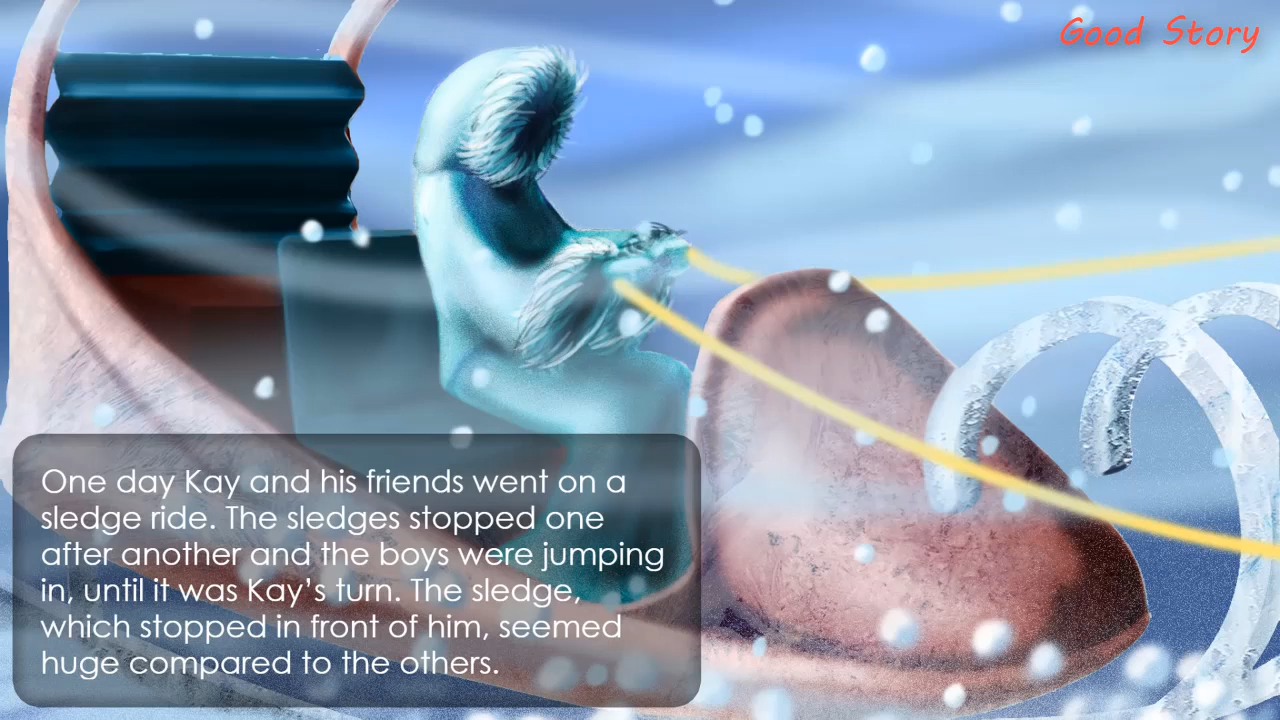 Good Story
One day Kay and his friends went on a
sledge ride. The sledges stopped one
after another and the boys were jumping
in, until it was Kay’s turn. The sledge,
which stopped in front of him, seemed
huge compared to the others.